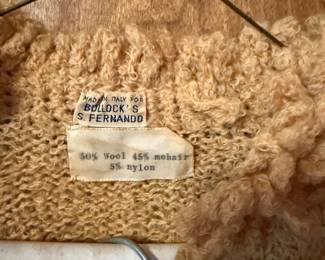 MADE IN ITALY FOR
BULLOCK'S
S. FERNANDO
50% Wool 45% mohair
5% nylon